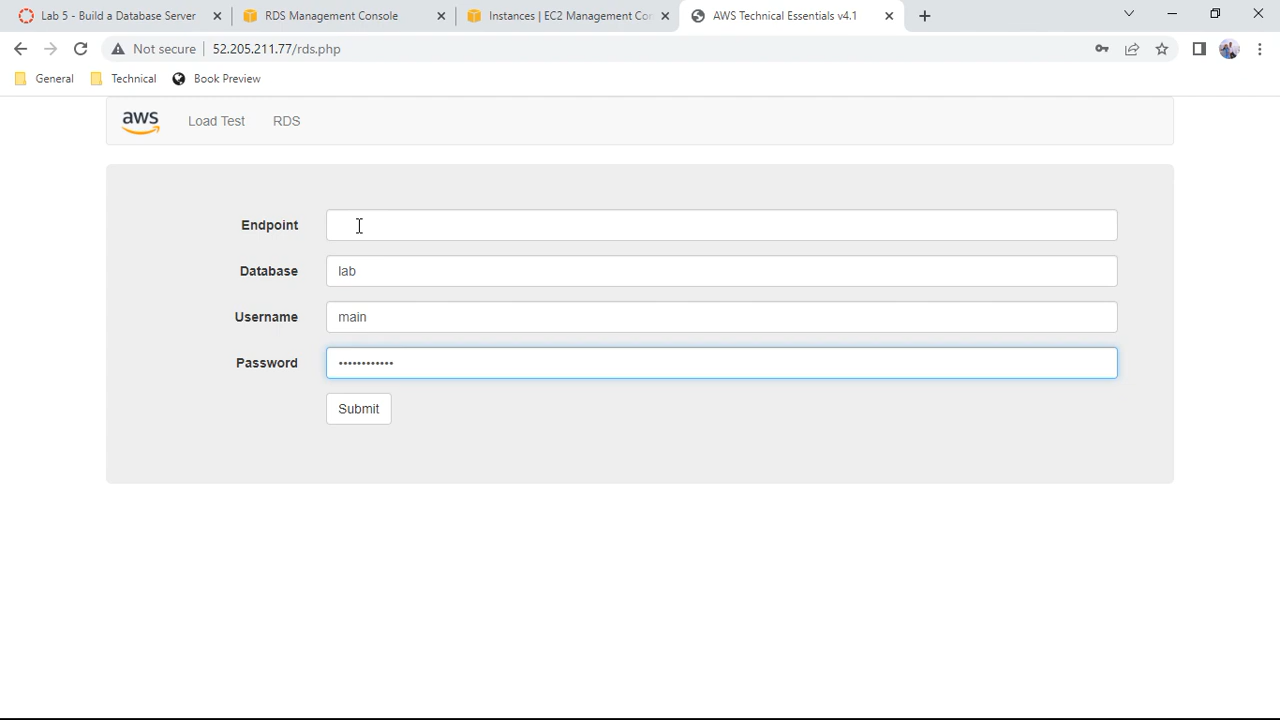 Lab 5 - Build a Database Server
RDS Management Console
Instances | EC2 Management Cor
AWS Technical Essentials v4.1
Not secure
52.205.211.77/rds.php
General
Technical
Book Preview
aws
Load Test
RDS
Endpoint
Database
lab
Username
main
Password
••••••••••••
Submit